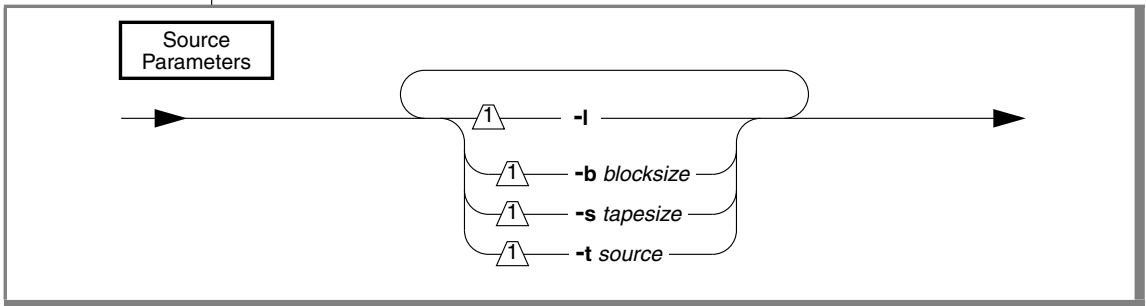 Source
Parameters
1 -l
1 -b blocksize
1 -s tapesize
1 -t source